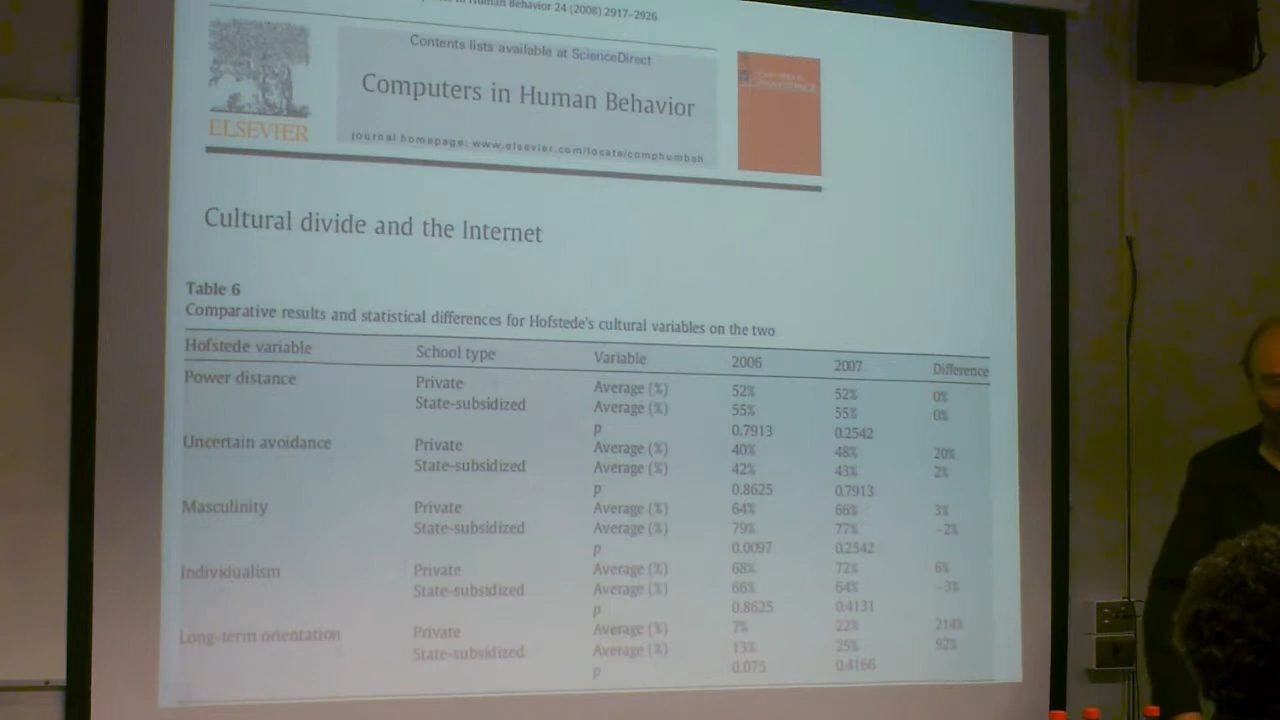 Human Behavior 24 (2008) 2917–2926
Contents lists available at ScienceDirect
Computers in Human Behavior
journal homepage: www.elsevier.com/locate/comphumbeh
ELSEVIER
Cultural divide and the Internet
Table 6
Comparative results and statistical differences for Hofstede's cultural variables on the two
Hofstede variable School type Variable 2006 2007 Difference
Power distance Private Average (%) 52% 52% 0%
State-subsidized Average (%) 55% 55% 0%
p 0.7913 0.2542
Uncertain avoidance Private Average (%) 40% 48% 20%
State-subsidized Average (%) 42% 43% 2%
p 0.8625 0.7913
Masculinity Private Average (%) 64% 66% 3%
State-subsidized Average (%) 79% 77% -2%
p 0.0097 0.2542
Individualism Private Average (%) 68% 72% 6%
State-subsidized Average (%) 66% 64% -3%
p 0.8625 0.4131
Long-term orientation Private Average (%) 7% 22% 214%
State-subsidized Average (%) 13% 25% 92%
p 0.075 0.4166